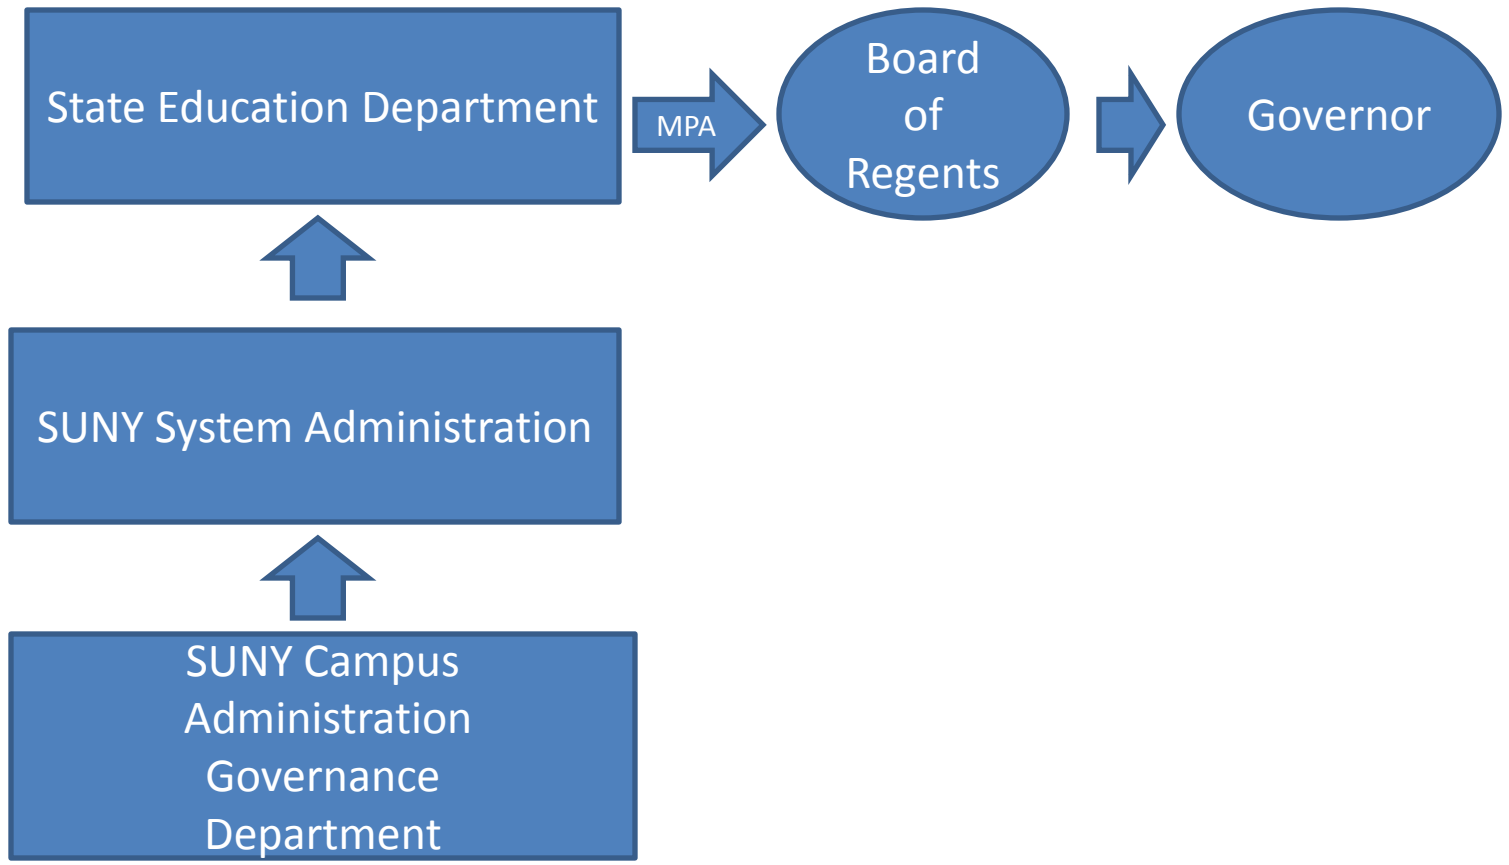 State Education Department
MPA
Board
of
Regents
Governor
SUNY System Administration
SUNY Campus
Administration
Governance
Department